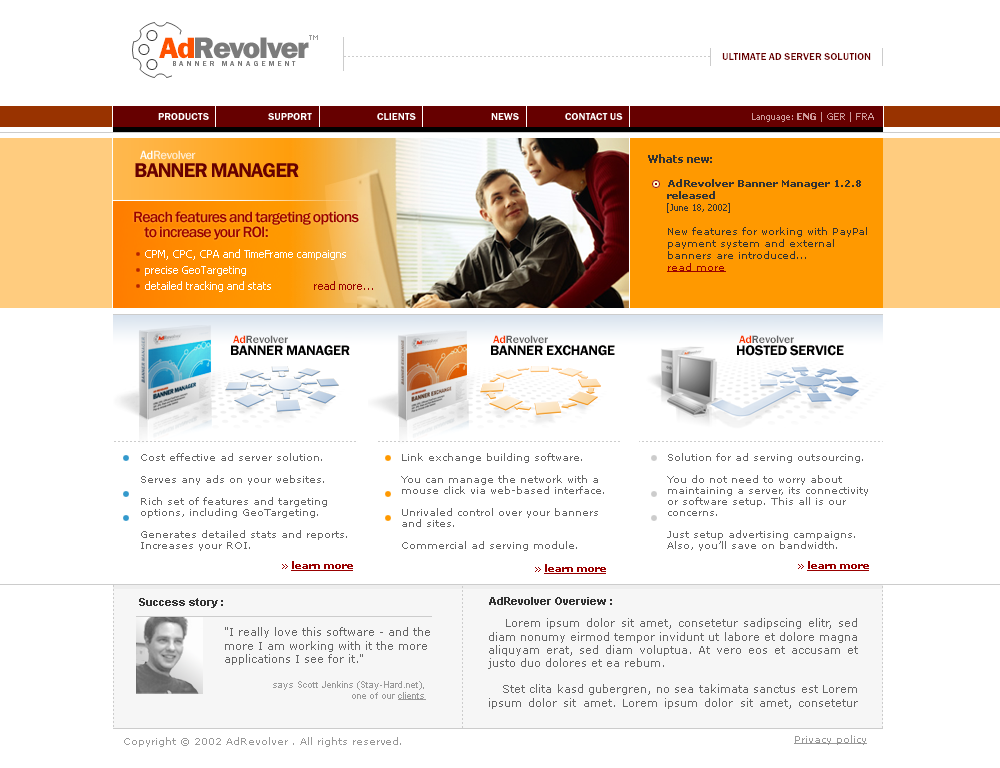 AdRevolver™
BANNER MANAGEMENT
ULTIMATE AD SERVER SOLUTION
PRODUCTS SUPPORT CLIENTS NEWS CONTACT US Language: ENG | GER | FRA
AdRevolver
BANNER MANAGER
Reach features and targeting options
to increase your ROI:
CPM, CPC, CPA and TimeFrame campaigns
precise GeoTargeting
detailed tracking and stats
read more...
Whats new:
AdRevolver Banner Manager 1.2.8
released
[June 18, 2002]
New features for working with PayPal
payment system and external
banners are introduced...
read more
AdRevolver
BANNER MANAGER
BANNER MANAGER
Cost effective ad server solution.
Serves any ads on your websites.
Rich set of features and targeting
options, including GeoTargeting.
Generates detailed stats and reports.
Increases your ROI.
» learn more
AdRevolver
BANNER EXCHANGE
BANNER EXCHANGE
Link exchange building software.
You can manage the network with a
mouse click via web-based interface.
Unrivaled control over your banners
and sites.
Commercial ad serving module.
» learn more
AdRevolver
HOSTED SERVICE
Solution for ad serving outsourcing.
You do not need to worry about
maintaining a server, its connectivity
or software setup. This all is our
concerns.
Just setup advertising campaigns.
Also, you'll save on bandwidth.
» learn more
Success story :
"I really love this software - and the
more I am working with it the more
applications I see for it."
says Scott Jenkins (Stay-Hard.net),
one of our clients
AdRevolver Overview :
Lorem ipsum dolor sit amet, consetetur sadipscing elitr, sed
diam nonumy eirmod tempor invidunt ut labore et dolore magna
aliquyam erat, sed diam voluptua. At vero eos et accusam et
justo duo dolores et ea rebum.
Stet clita kasd gubergren, no sea takimata sanctus est Lorem
ipsum dolor sit amet. Lorem ipsum dolor sit amet, consetetur
Copyright © 2002 AdRevolver . All rights reserved.
Privacy policy